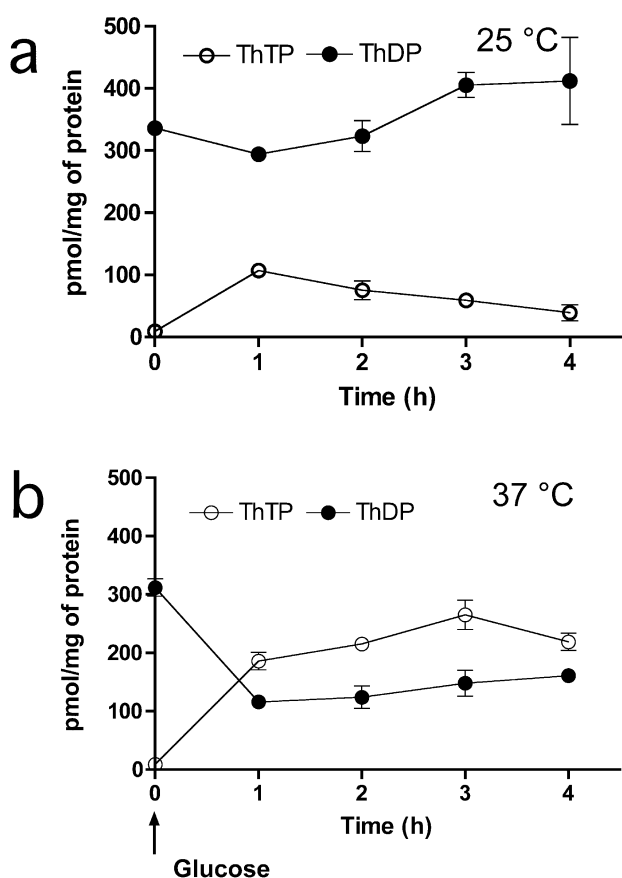 a
ThTP ThDP
25 °C
500
400
300
200
100
0
pmol/mg of protein
0 1 2 3 4
Time (h)
b
ThTP ThDP
37 °C
500
400
300
200
100
0
pmol/mg of protein
0 1 2 3 4
Time (h)
Glucose